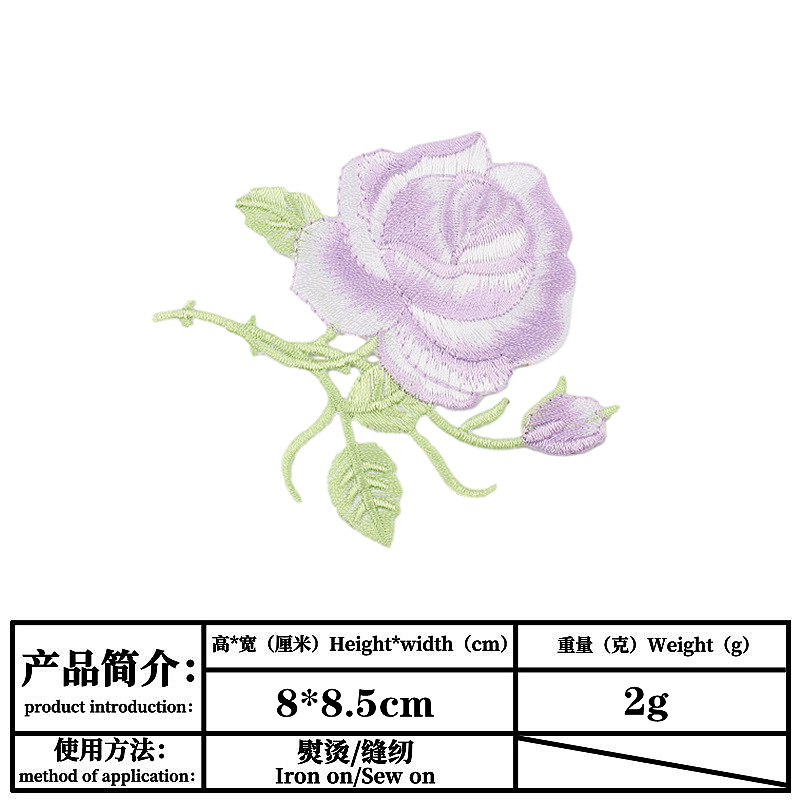 产品简介：
product introduction:
高*宽（厘米）Height*width（cm）
重量（克）Weight（g）
8*8.5cm
2g
使用方法：
method of application:
熨烫/缝纫
Iron on/Sew on